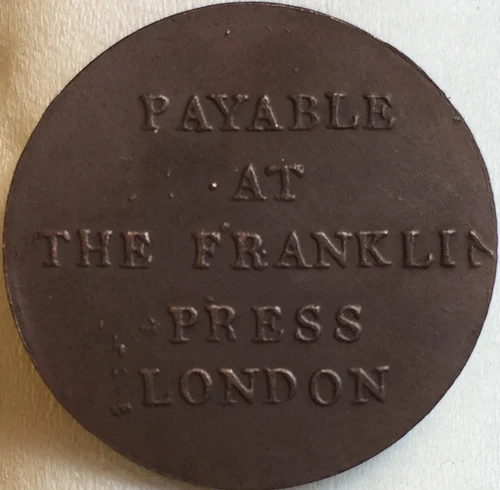 PAYABLE
AT
THE FRANKLIN
PRESS
LONDON